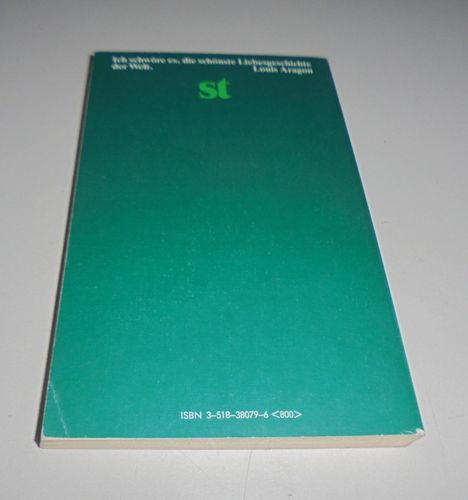 Ich schwöre es, die schönste Liebesgeschichte
der Welt. Louis Aragon
st
ISBN 3-518-38079-6 <800>